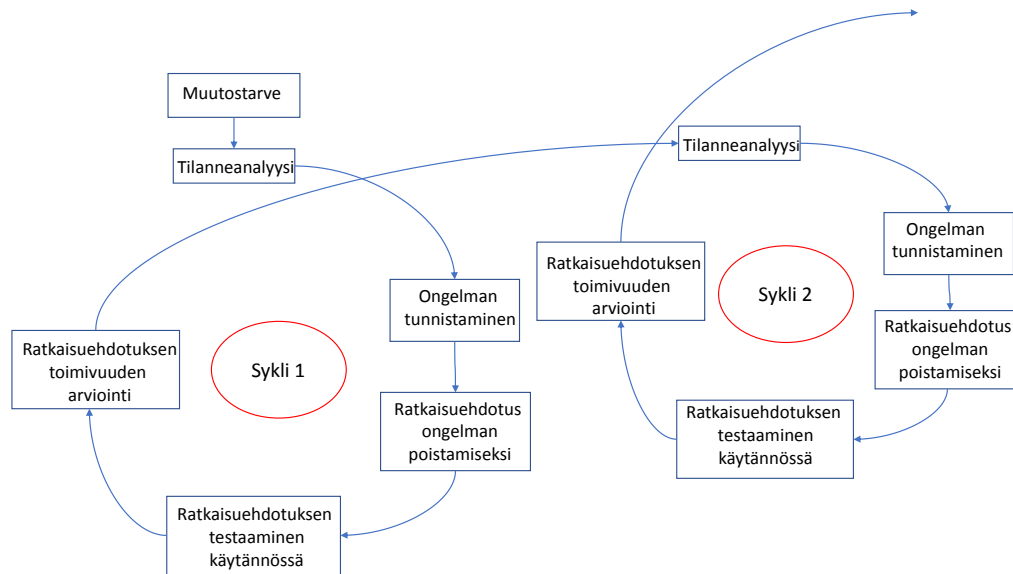 Muutostarve
Tilanneanalyysi
Ongelman
tunnistaminen
Ratkaisuehdotus
ongelman
poistamiseksi
Ratkaisuehdotuksen
testaaminen
käytännössä
Ratkaisuehdotuksen
toimivuuden
arviointi
Sykli 1
Tilanneanalyysi
Ongelman
tunnistaminen
Ratkaisuehdotus
ongelman
poistamiseksi
Ratkaisuehdotuksen
testaaminen
käytännössä
Ratkaisuehdotuksen
toimivuuden
arviointi
Sykli 2